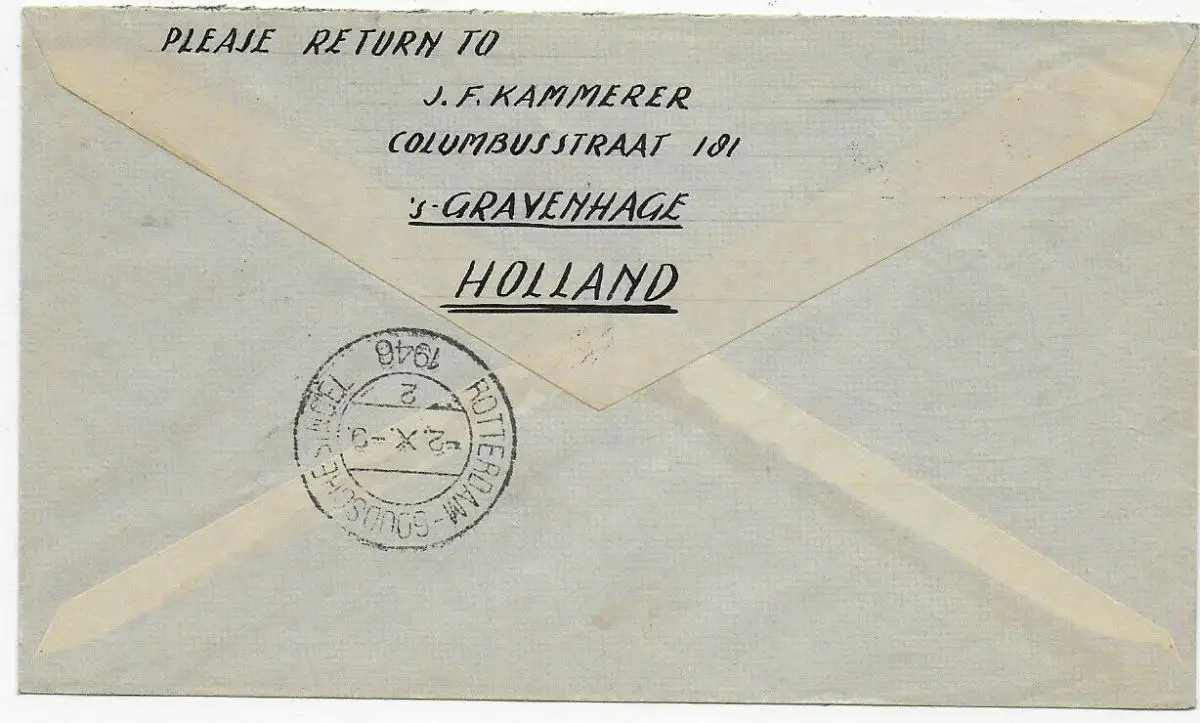 PLEASE RETURN TO
J. F. KAMMERER
COLUMBUSSTRAAT 181
's-GRAVENHAGE
HOLLAND
ROTTERDAM-GOUDSCHE SINGEL
-2.X.-9.
2
1946